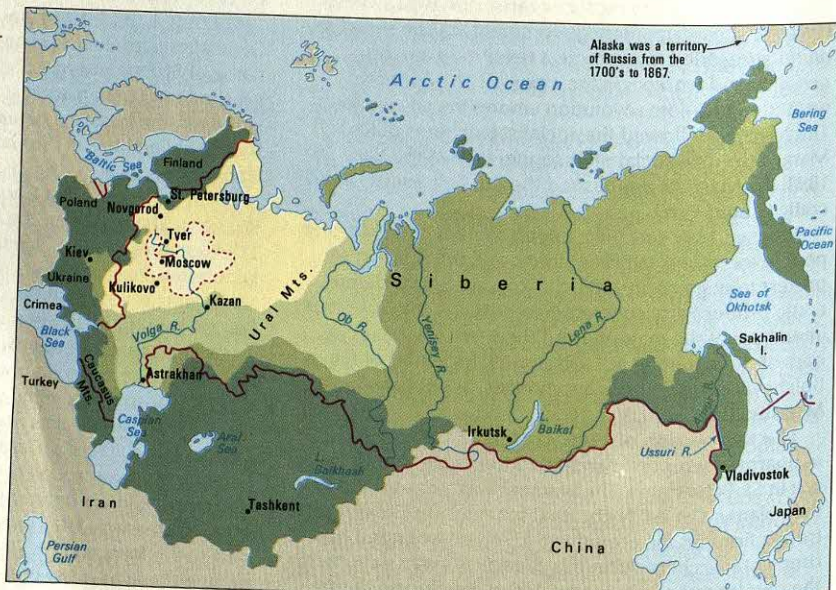 Alaska was a territory
of Russia from the
1700's to 1867.
Arctic Ocean
Bering
Sea
Baltic Sea
Finland
Poland
St. Petersburg
Novgorod
Tver
Moscow
Kiev
Ukraine
Kulikovo
Kazan
Crimea
Black
Sea
Volga R.
Ural Mts.
Ob R.
Yenisey R.
Siberia
Lena R.
Pacific
Ocean
Sea of
Okhotsk
Sakhalin
I.
Turkey
Caucasus
Mts.
Astrakhan
Caspian
Sea
Aral
Sea
L.
Balkhash
Irkutsk
L.
Baikal
Amur R.
Ussuri R.
Vladivostok
Iran
Tashkent
Japan
China
Persian
Gulf